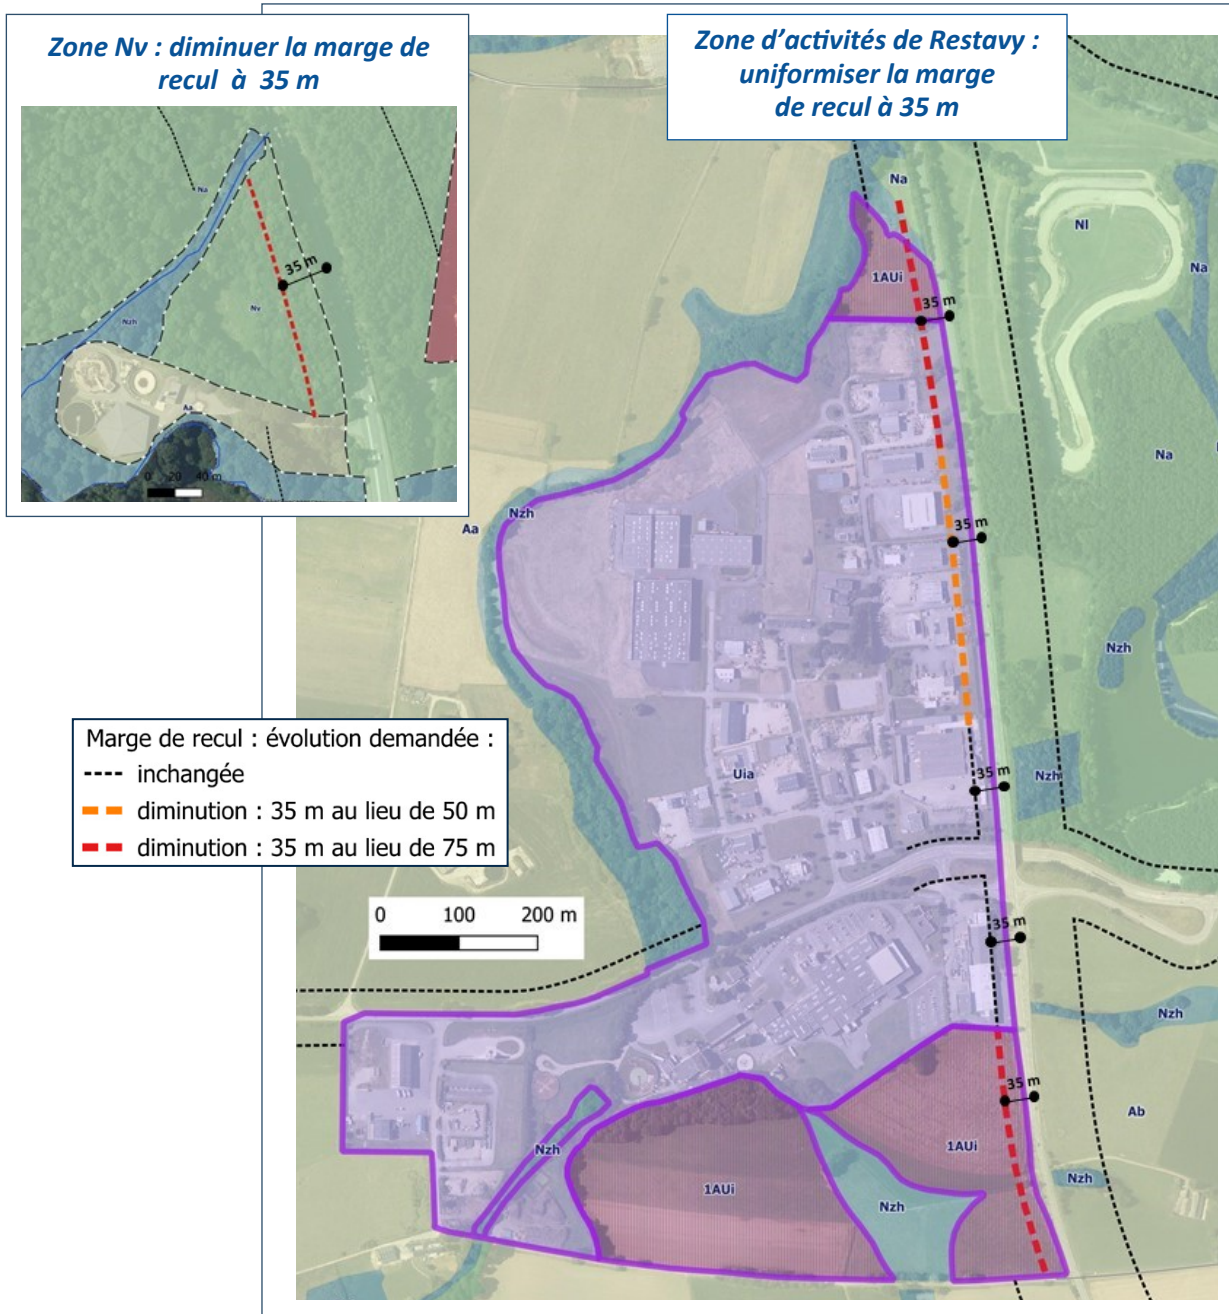 Zone Nv : diminuer la marge de
recul à 35 m
Na
35 m
Nv
Nzh
Aa
0 20 40 m
Zone d’activités de Restavy :
uniformiser la marge
de recul à 35 m
Na
Nl
Na
1AUi
35 m
Na
Aa
Nzh
35 m
Nzh
Uia
35 m
Nzh
Marge de recul : évolution demandée :
inchangée
diminution : 35 m au lieu de 50 m
diminution : 35 m au lieu de 75 m
0 100 200 m
35 m
Nzh
35 m
Ab
Nzh
1AUi
Nzh
1AUi
Nzh